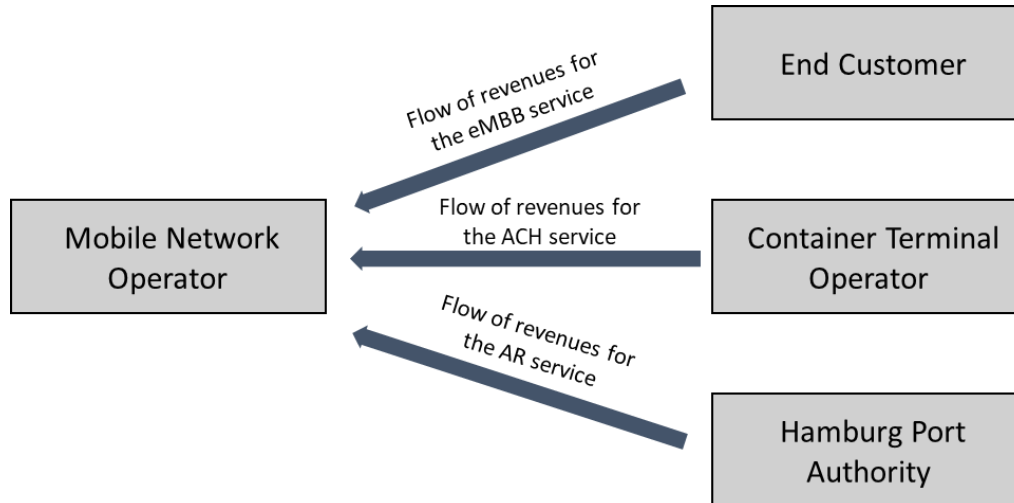 End Customer
Flow of revenues for
the eMBB service
Mobile Network
Operator
Flow of revenues for
the ACH service
Container Terminal
Operator
Flow of revenues for
the AR service
Hamburg Port
Authority